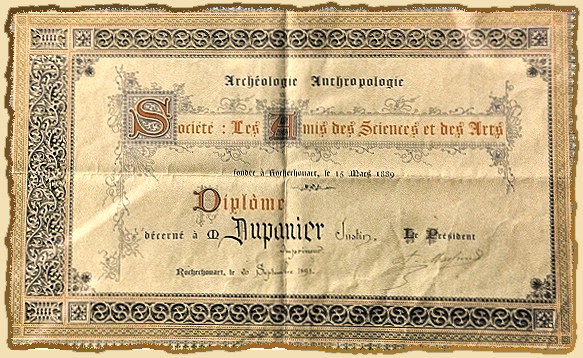 Archéologie Anthropologie
Société : Les Amis des Sciences et des Arts
fondée à Rochechouart, le 15 Mars 1889
Diplôme
décerné à M Dupanier Justin, Le Président
Imprimeur
Rochechouart, le 20 Septembre